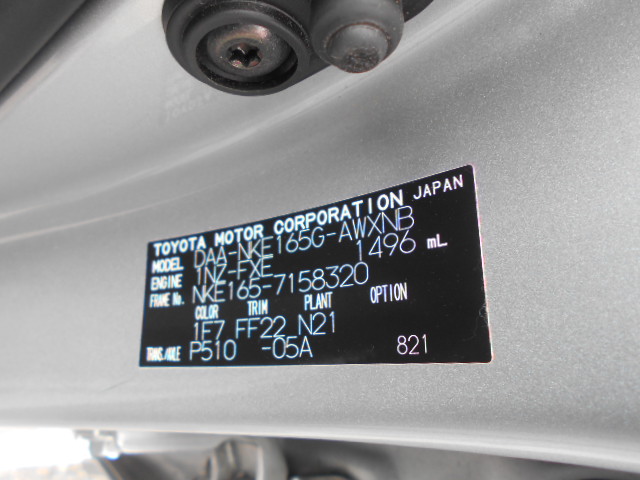 TOYOTA MOTOR CORPORATION JAPAN
MODEL DAA-NKE165G-AWXNB
ENGINE 1NZ-FXE 1496 mL
FRAME No. NKE165-7158320
COLOR TRIM PLANT OPTION
1F7 FF22 N21
TRANS./AXLE P510 -05A 821